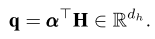 q = α⊤H ∈ ℝ^{d_h}.